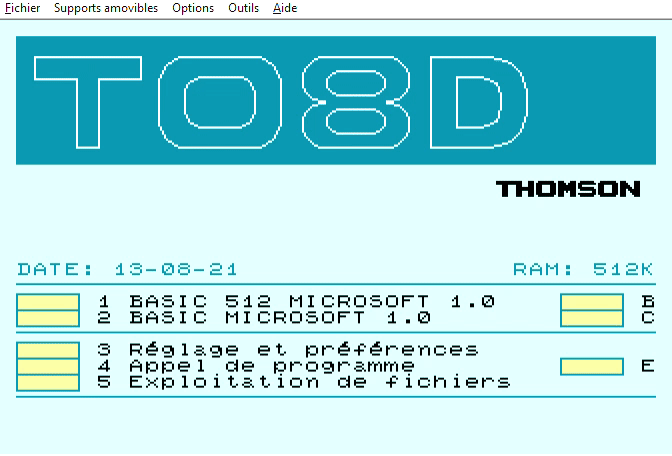 Fichier Supports amovibles Options Outils Aide
TO8D
THOMSON
DATE: 13-08-21 RAM: 512K
1 BASIC 512 MICROSOFT 1.0 B
2 BASIC MICROSOFT 1.0 C
3 Réglage et préférences
4 Appel de programme E
5 Exploitation de fichiers